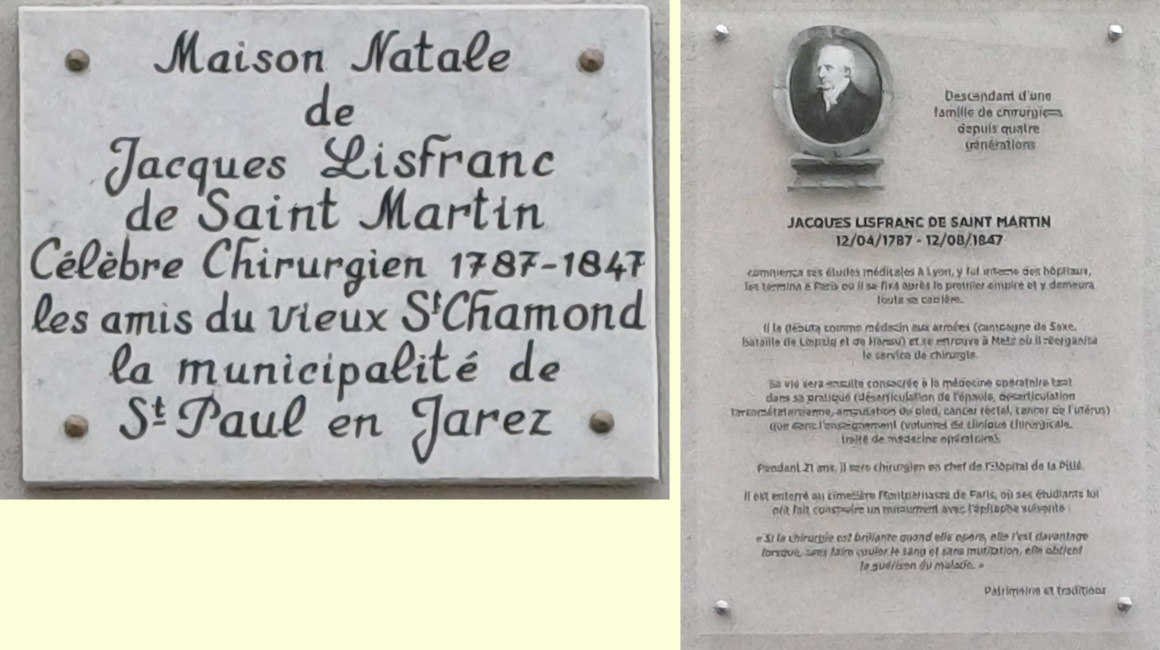 Maison Natale
de
Jacques Lisfranc
de Saint Martin
Célèbre Chirurgien 1787-1847
les amis du vieux St Chamond
la municipalité de
St Paul en Jarez
Descendant d'une
famille de chirurgiens
depuis quatre
générations
JACQUES LISFRANC DE SAINT MARTIN
12/04/1787 - 12/08/1847
commença ses études médicales à Lyon, y fut interne des hôpitaux,
les termina à Paris où il se fixa après le premier empire et y demeura
toute sa carrière.
Il la débuta comme médecin aux armées (campagne de Saxe,
bataille de Leipzig et de Hanau) et se retrouva à Metz où il réorganisa
le service de chirurgie.
Sa vie sera ensuite consacrée à la médecine opératoire tant
dans sa pratique (désarticulation de l'épaule, désarticulation
tarsométatarsienne, amputation du pied, cancer rectal, cancer de l'utérus)
que dans l'enseignement (volumes de clinique chirurgicale,
traité de médecine opératoire).
Pendant 21 ans, il sera chirurgien en chef de l'Hôpital de la Pitié.
Il est enterré au cimetière Montparnasse de Paris, où ses étudiants lui
ont fait construire un monument avec l'épitaphe suivante :
« Si la chirurgie est brillante quand elle opère, elle l'est davantage
lorsque, sans faire couler le sang et sans mutilation, elle obtient
la guérison du malade. »
Patrimoine et traditions